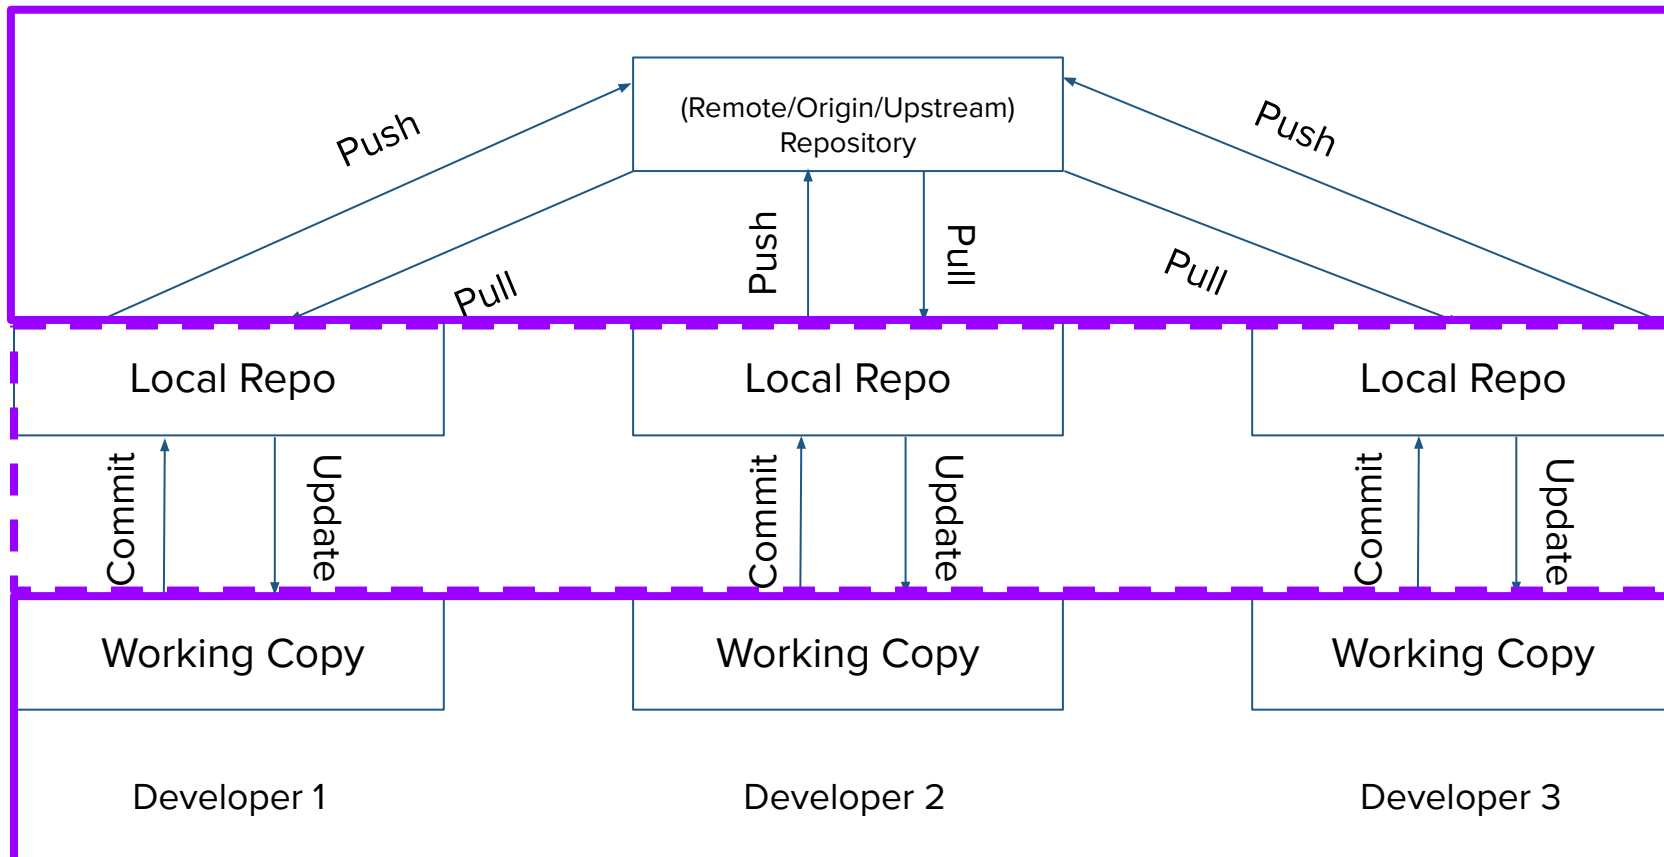 (Remote/Origin/Upstream)
Repository
Push
Push
Push
Pull
Pull
Pull
Local Repo
Local Repo
Local Repo
Commit
Update
Commit
Update
Commit
Update
Working Copy
Working Copy
Working Copy
Developer 1
Developer 2
Developer 3